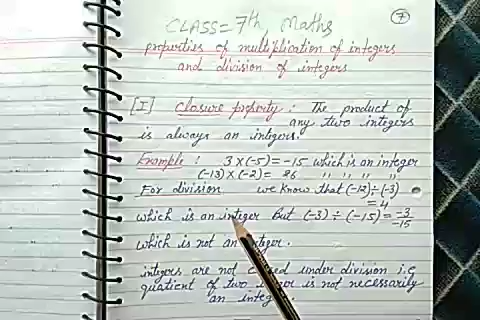 7
CLASS= 7th Maths
properties of multiplication of integers
and division of integers
[I] Closure property: The product of
any two integers
is always an integers.
Example: 3×(-5)=-15 which is an integer
(-13)×(-2)= 26 " " " "
For division we know that (-12)÷(-3)
=4
which is an integer But (-3)÷(-15)= -3/-15
which is not an integer.
integers are not closed under division i.e
quotient of two is not necessarily
an